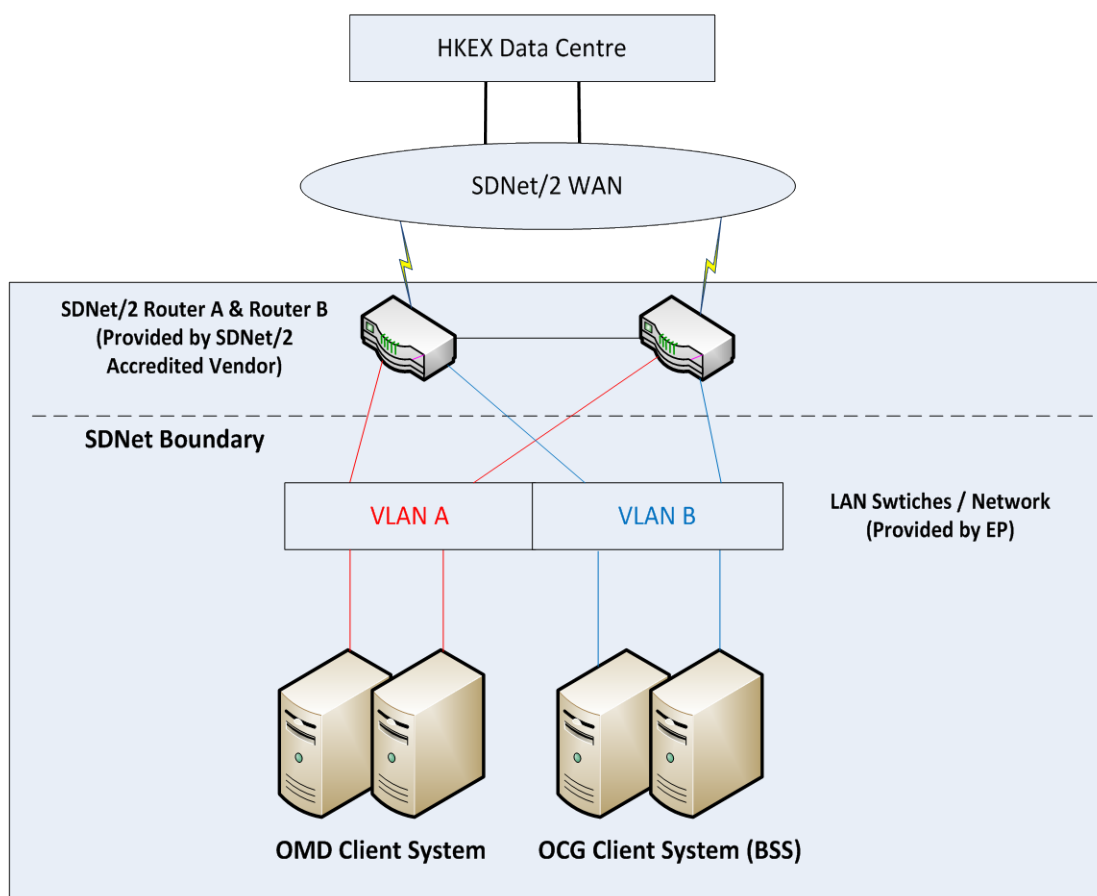 HKEX Data Centre
SDNet/2 WAN
SDNet/2 Router A & Router B
(Provided by SDNet/2
Accredited Vendor)
SDNet Boundary
VLAN A
VLAN B
LAN Swtiches / Network
(Provided by EP)
OMD Client System
OCG Client System (BSS)